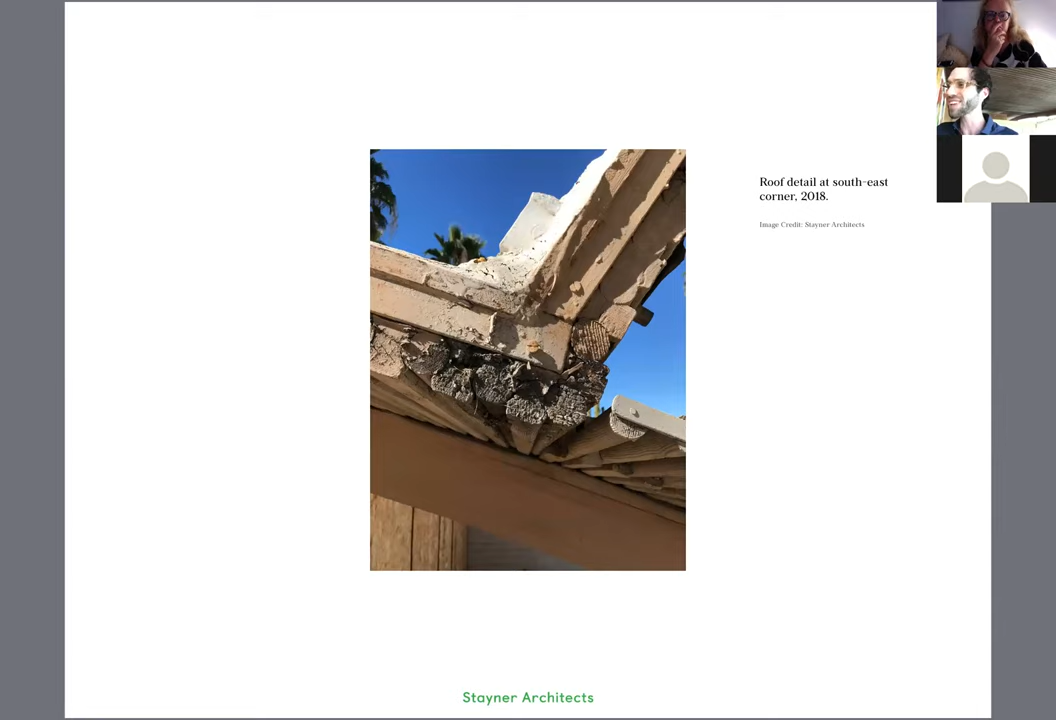 Roof detail at south-east
corner, 2018.
Image Credit: Stayner Architects
Stayner Architects